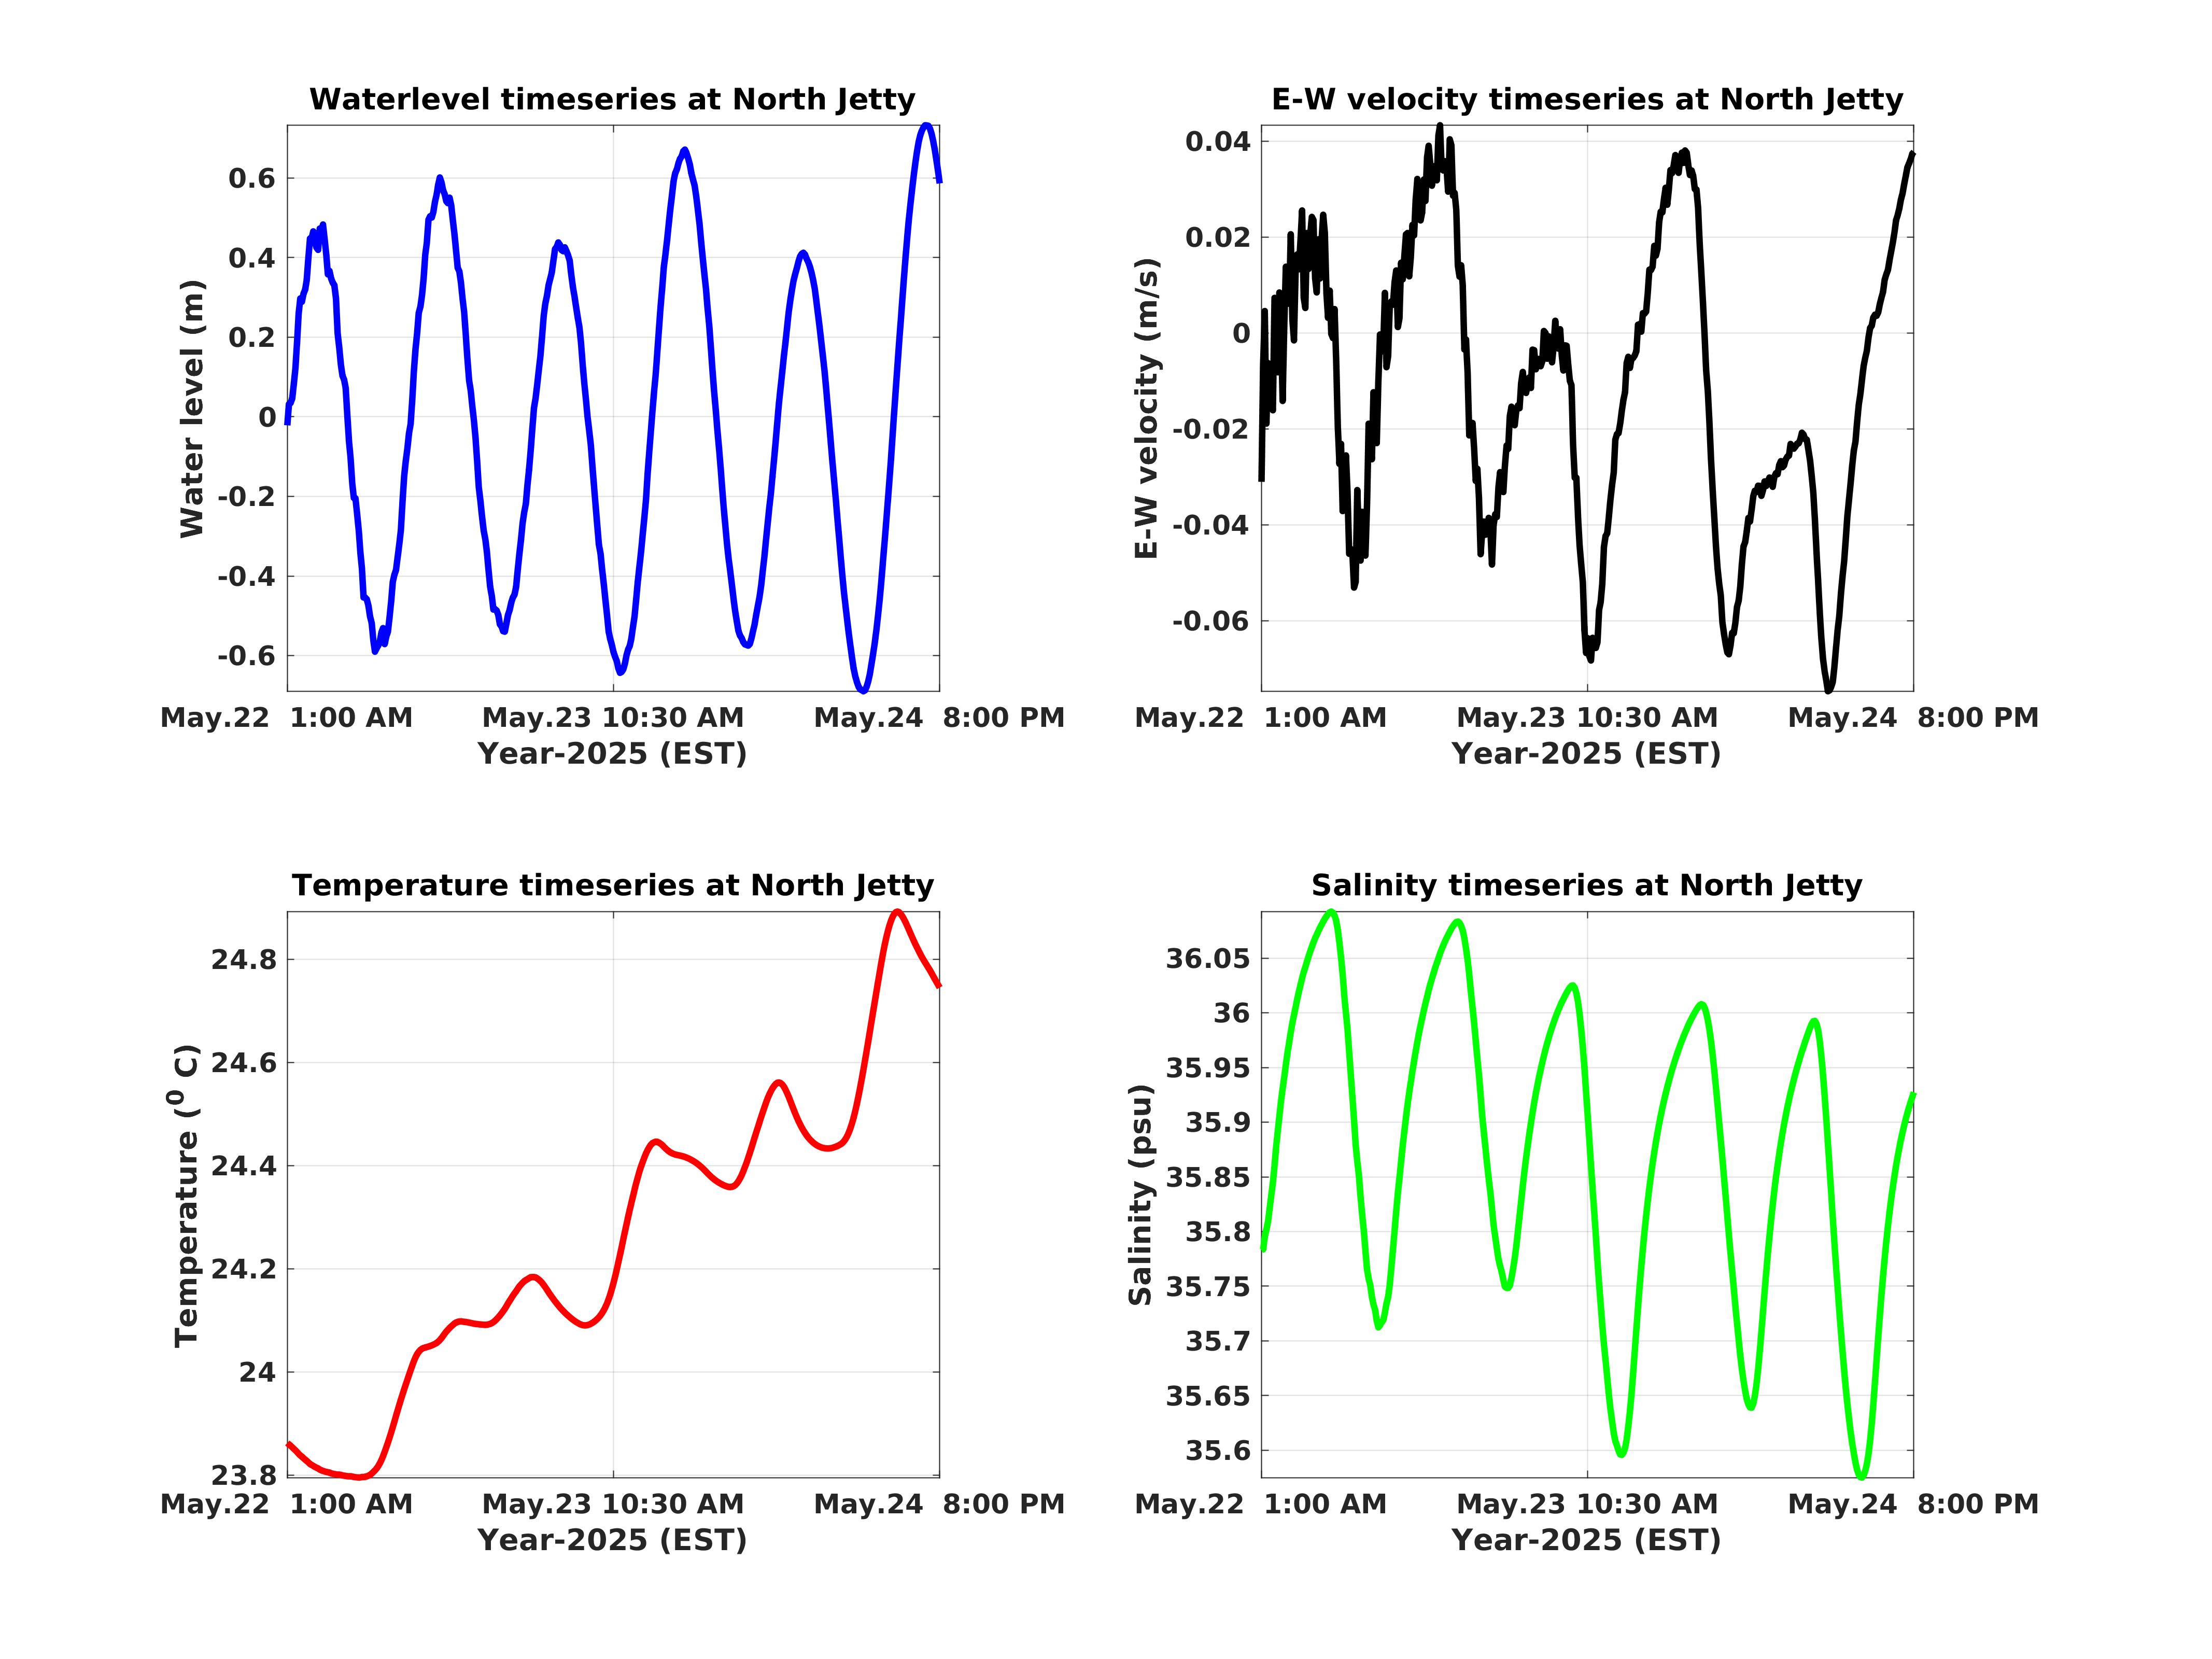 Waterlevel timeseries at North Jetty
Water level (m)
0.6
0.4
0.2
0
-0.2
-0.4
-0.6
May.22 1:00 AM
May.23 10:30 AM
May.24 8:00 PM
Year-2025 (EST)
E-W velocity timeseries at North Jetty
E-W velocity (m/s)
0.04
0.02
0
-0.02
-0.04
-0.06
May.22 1:00 AM
May.23 10:30 AM
May.24 8:00 PM
Year-2025 (EST)
Temperature timeseries at North Jetty
Temperature (⁰ C)
24.8
24.6
24.4
24.2
24
23.8
May.22 1:00 AM
May.23 10:30 AM
May.24 8:00 PM
Year-2025 (EST)
Salinity timeseries at North Jetty
Salinity (psu)
36.05
36
35.95
35.9
35.85
35.8
35.75
35.7
35.65
35.6
May.22 1:00 AM
May.23 10:30 AM
May.24 8:00 PM
Year-2025 (EST)